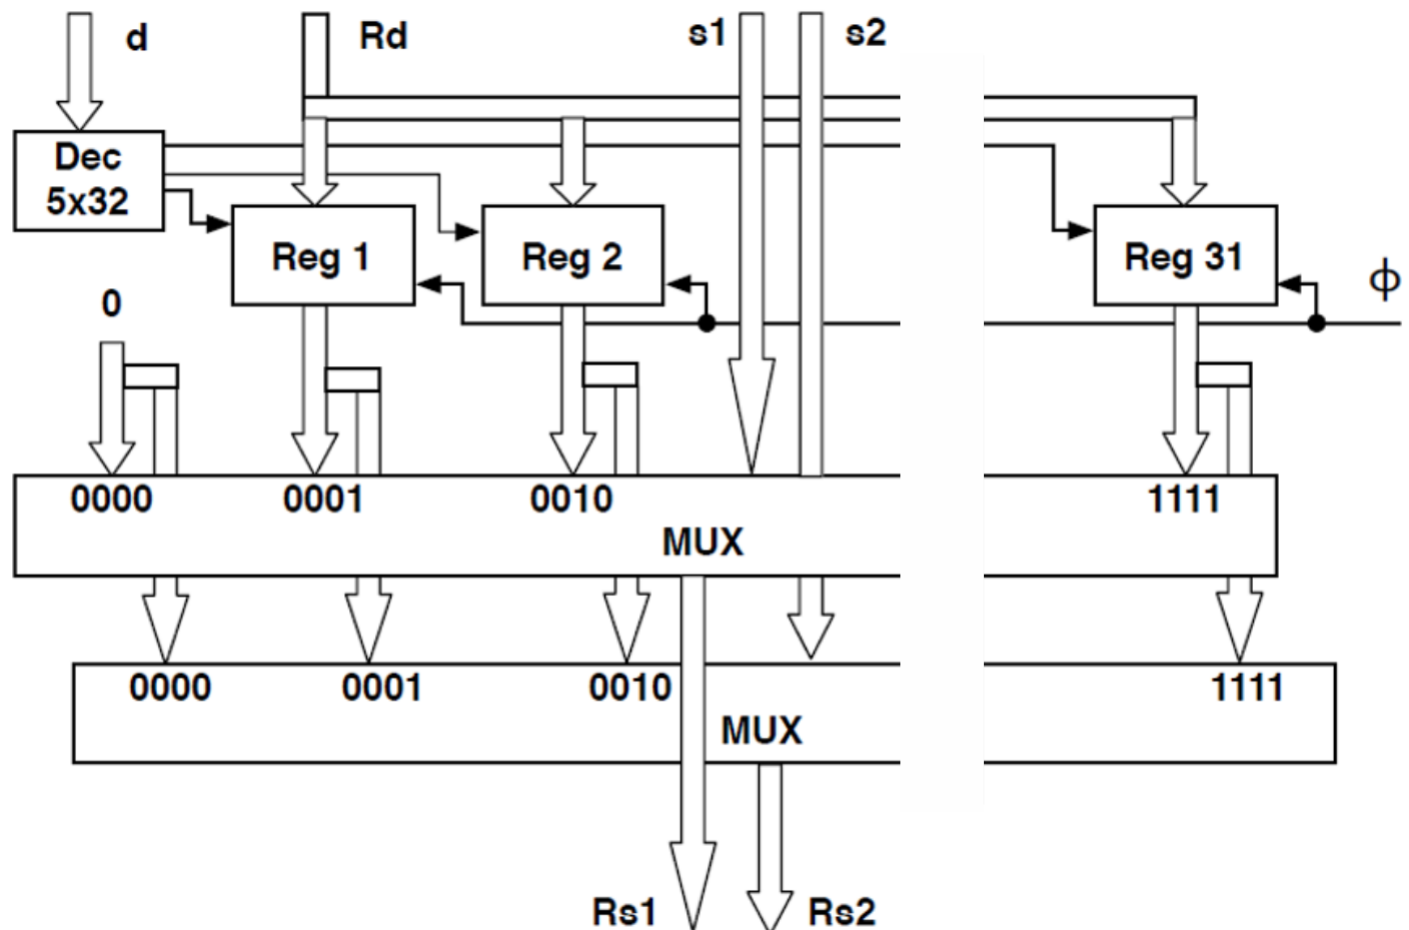 d
Rd
s1
s2
Dec
5x32
Reg 1
Reg 2
Reg 31
ϕ
0
0000
0001
0010
1111
MUX
0000
0001
0010
1111
MUX
Rs1
Rs2